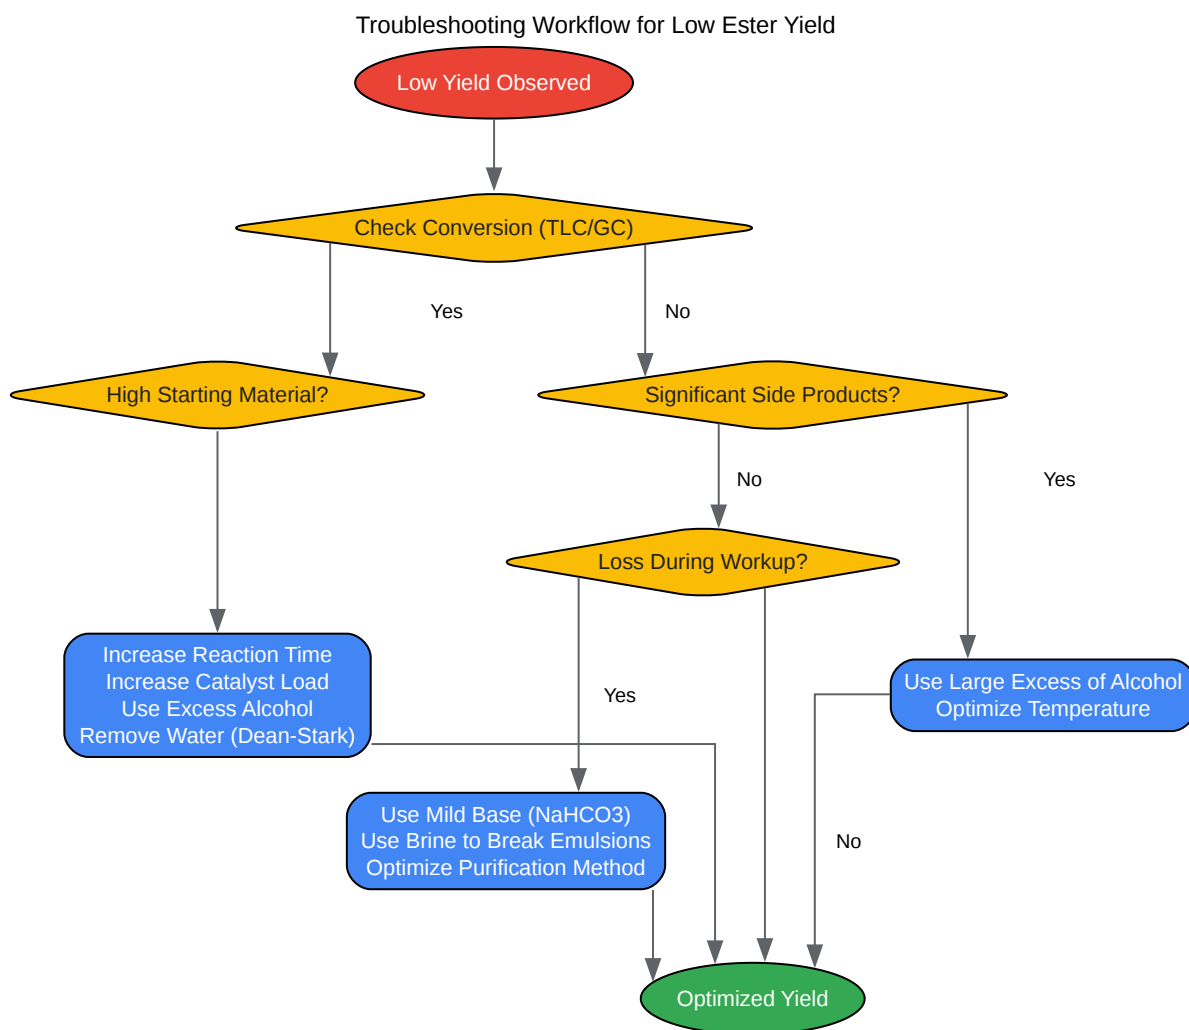 Troubleshooting Workflow for Low Ester Yield
Low Yield Observed
Check Conversion (TLC/GC)
Yes
No
High Starting Material?
Significant Side Products?
No
Yes
Loss During Workup?
Increase Reaction Time
Increase Catalyst Load
Use Excess Alcohol
Remove Water (Dean-Stark)
Yes
Use Large Excess of Alcohol
Optimize Temperature
Use Mild Base (NaHCO3)
Use Brine to Break Emulsions
Optimize Purification Method
No
Optimized Yield